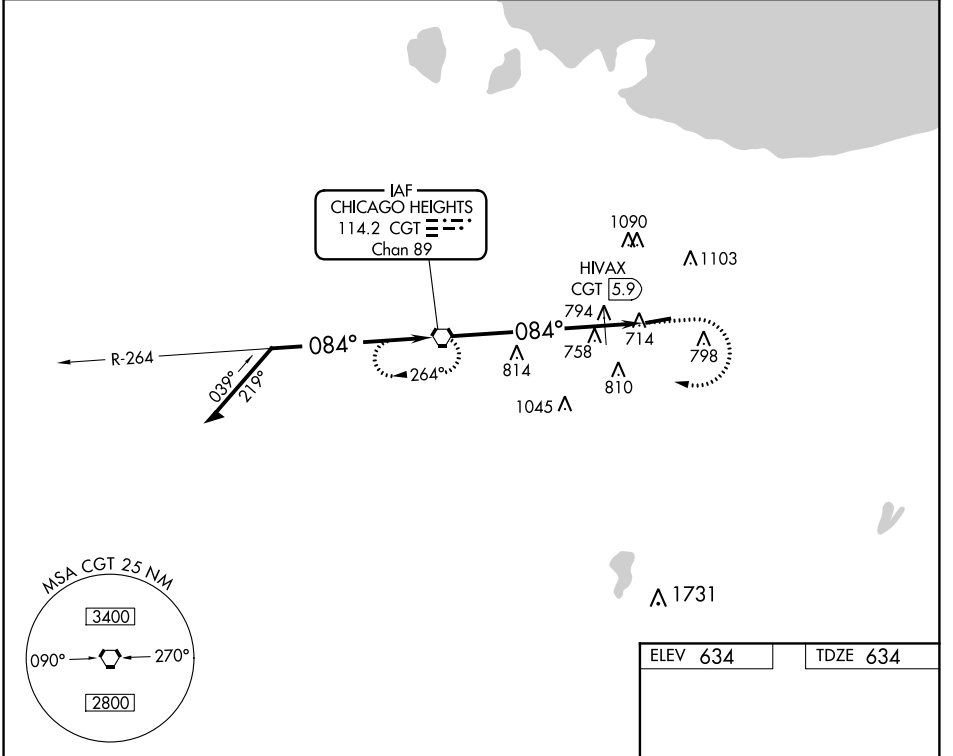 IAF
CHICAGO HEIGHTS
114.2 CGT
Chan 89
1090
1103
HIVAX
CGT 5.9
794
R-264
084°
084°
758
714
798
264°
814
810
039°
219°
1045
MSA CGT 25 NM
3400
090°
270°
2800
1731
ELEV 634
TDZE 634